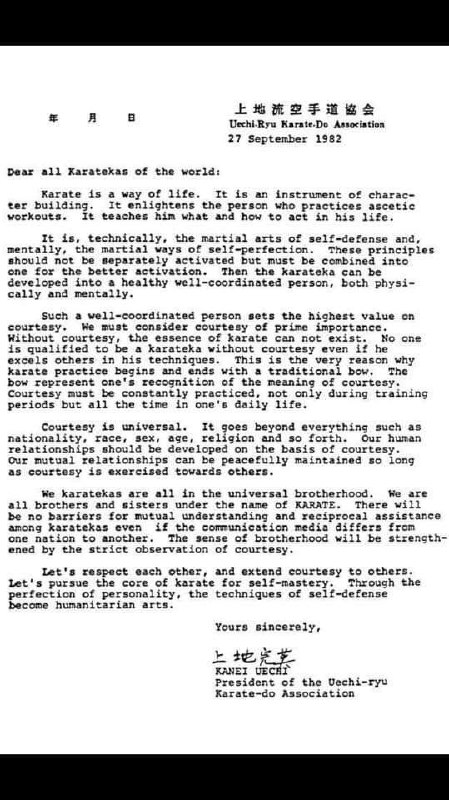 上地流空手道協会
年 月 日
Uechi-Ryu Karate-Do Association
27 September 1982
Dear all Karatekas of the world:
Karate is a way of life. It is an instrument of charac-
ter building. It enlightens the person who practices ascetic
workouts. It teaches him what and how to act in his life.
It is, technically, the martial arts of self-defense and,
mentally, the martial ways of self-perfection. These principles
should not be separately activated but must be combined into
one for the better activation. Then the karateka can be
developed into a healthy well-coordinated person, both physi-
cally and mentally.
Such a well-coordinated person sets the highest value on
courtesy. We must consider courtesy of prime importance.
Without courtesy, the essence of karate can not exist. No one
is qualified to be a karateka without courtesy even if he
excels others in his techniques. This is the very reason why
karate practice begins and ends with a traditional bow. The
bow represent one's recognition of the meaning of courtesy.
Courtesy must be constantly practiced, not only during training
periods but all the time in one's daily life.
Courtesy is universal. It goes beyond everything such as
nationality, race, sex, age, religion and so forth. Our human
relationships should be developed on the basis of courtesy.
Our mutual relationships can be peacefully maintained so long
as courtesy is exercised towards others.
We karatekas are all in the universal brotherhood. We are
all brothers and sisters under the name of KARATE. There will
be no barriers for mutual understanding and reciprocal assistance
among karatekas even if the communication media differs from
one nation to another. The sense of brotherhood will be strength-
ened by the strict observation of courtesy.
Let's respect each other, and extend courtesy to others.
Let's pursue the core of karate for self-mastery. Through the
perfection of personality, the techniques of self-defense
become humanitarian arts.
Yours sincerely,
上地完英
KANEI UECHI
President of the Uechi-ryu
Karate-do Association